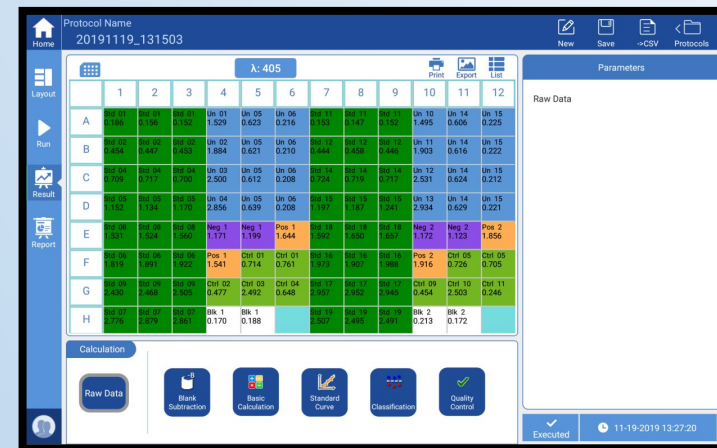 Protocol Name
20191119_131503
Home
New
Save
->CSV
Protocols
Layout
Run
Result
Report
λ: 405
Print
Export
List
Parameters
Raw Data
1 2 3 4 5 6 7 8 9 10 11 12
A
Std 01 Std 01 Std 01 Un 01 Un 05 Un 06 Std 11 Std 11 Std 11 Un 10 Un 14 Un 15
0.186 0.156 0.152 1.529 0.623 0.216 0.153 0.147 0.152 1.495 0.606 0.225
B
Std 02 Std 02 Std 02 Un 02 Un 05 Un 06 Std 12 Std 12 Std 12 Un 11 Un 14 Un 15
0.454 0.447 0.453 1.884 0.621 0.210 0.444 0.458 0.446 1.903 0.616 0.222
C
Std 04 Std 04 Std 04 Un 03 Un 05 Un 06 Std 14 Std 14 Std 14 Un 12 Un 14 Un 15
0.709 0.717 0.700 2.500 0.612 0.208 0.724 0.719 0.717 2.531 0.624 0.212
D
Un 04 Un 05 Un 06 Un 13 Un 14 Un 15
1.152 1.134 1.170 2.856 0.639 0.208 1.197 1.187 1.241 2.934 0.629 0.221
E
Std 08 Std 08 Std 08 Neg 1 Neg 1 Pos 1 Std 18 Std 18 Std 18 Neg 2 Neg 2 Pos 2
1.531 1.524 1.560 1.171 1.199 1.644 1.592 1.650 1.657 1.172 1.123 1.856
F
Std 06 Std 06 Std 06 Pos 1 Ctrl 01 Ctrl 01 Std 16 Std 16 Std 16 Pos 2 Ctrl 05 Ctrl 05
1.819 1.891 1.922 1.541 0.714 0.761 1.973 1.907 1.988 1.916 0.726 0.705
G
Std 09 Std 09 Std 09 Ctrl 02 Ctrl 03 Ctrl 04 Std 17 Std 17 Std 17 Ctrl 09 Ctrl 10 Ctrl 11
2.430 2.468 2.505 0.477 2.492 0.648 2.957 2.952 2.945 0.454 2.503 0.246
H
Std 07 Std 07 Std 07 Blk 1 Blk 1 Std 19 Std 19 Std 19 Blk 2 Blk 2
2.776 2.879 2.861 0.170 0.188 2.507 2.495 2.491 0.213 0.172
Calculation
Raw Data
-B
Blank
Subtraction
Basic
Calculation
Standard
Curve
Classification
Quality
Control
Executed
11-19-2019 13:27:20